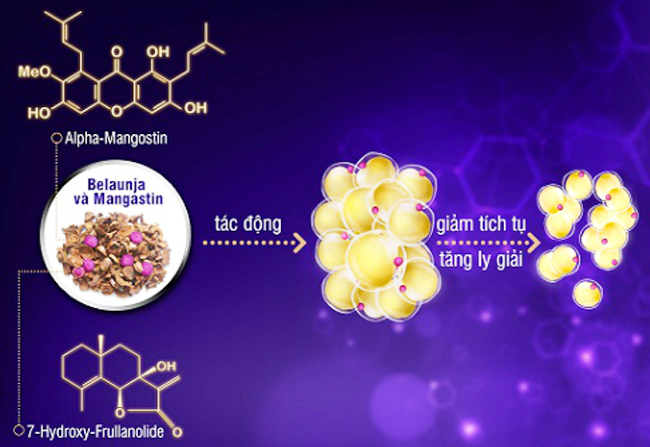 O
OH
MeO
HO
O
OH
Alpha-Mangostin
Belaunja
và Mangastin
tác động
giảm tích tụ
tăng ly giải
OH
O
O
7-Hydroxy-Frullanolide